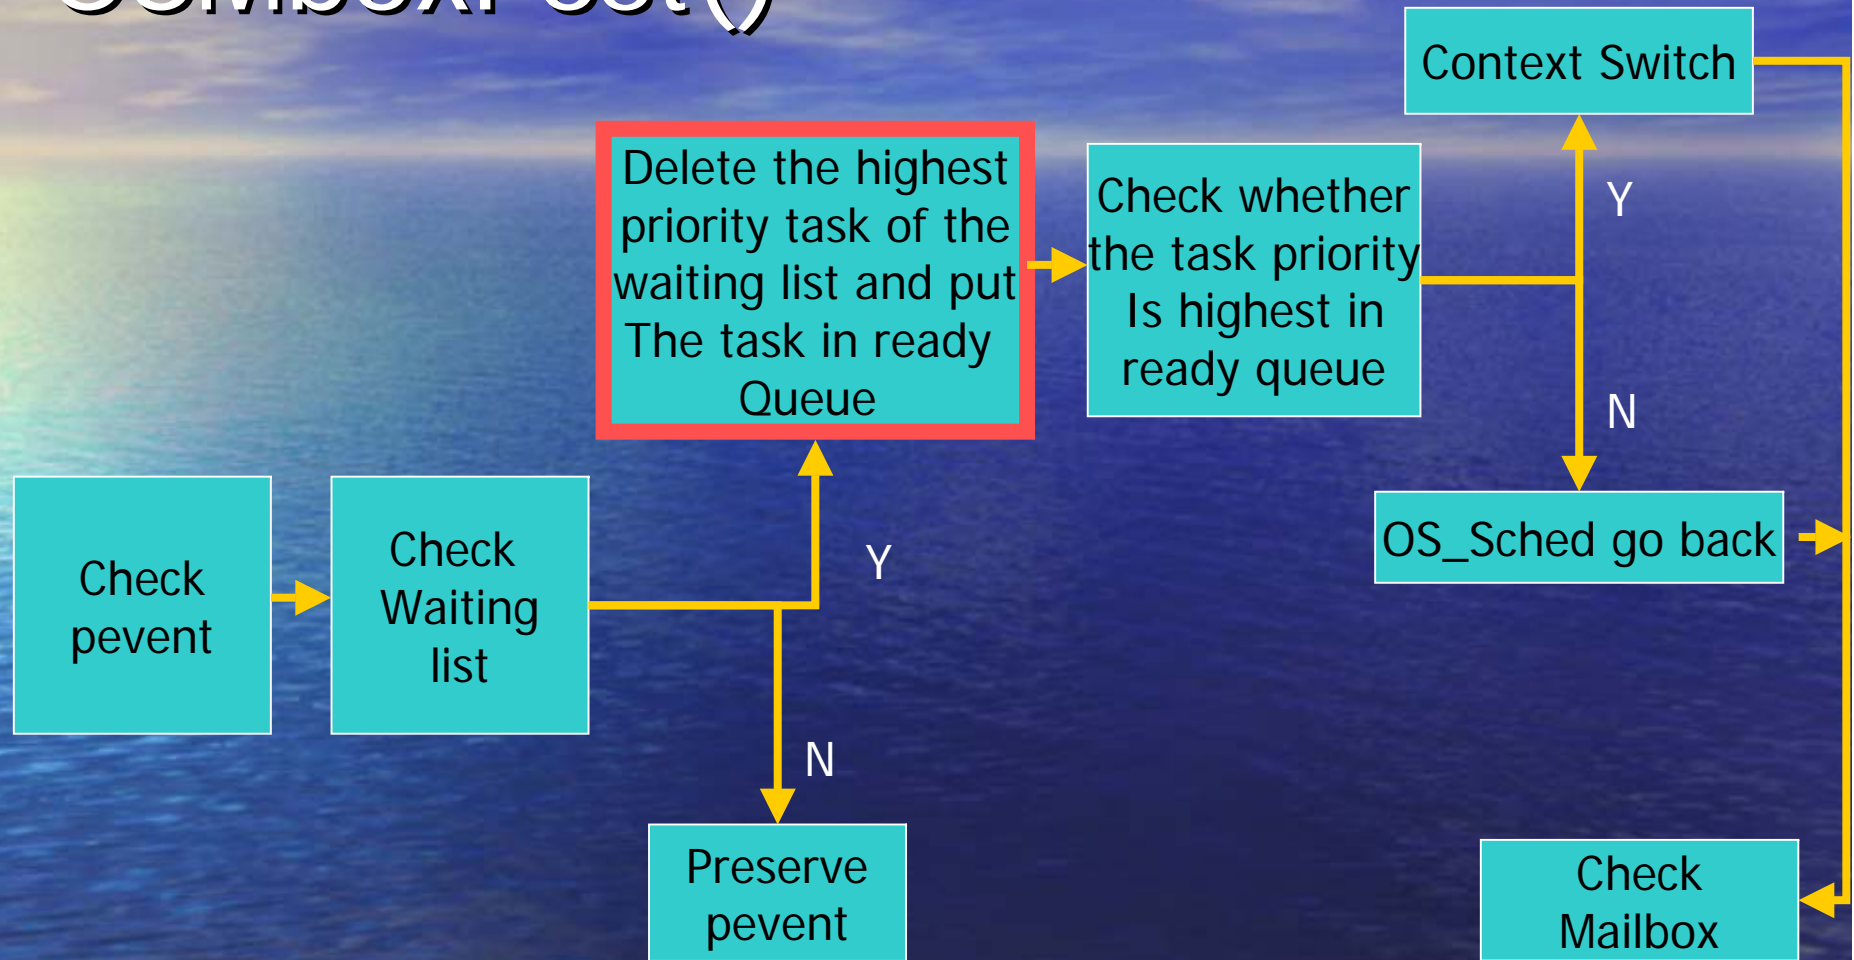 OSMboxPost()
Context Switch
Delete the highest
priority task of the
waiting list and put
The task in ready
Queue
Check whether
the task priority
Is highest in
ready queue
Y
N
OS_Sched go back
Check
pevent
Check
Waiting
list
Y
N
Preserve
pevent
Check
Mailbox